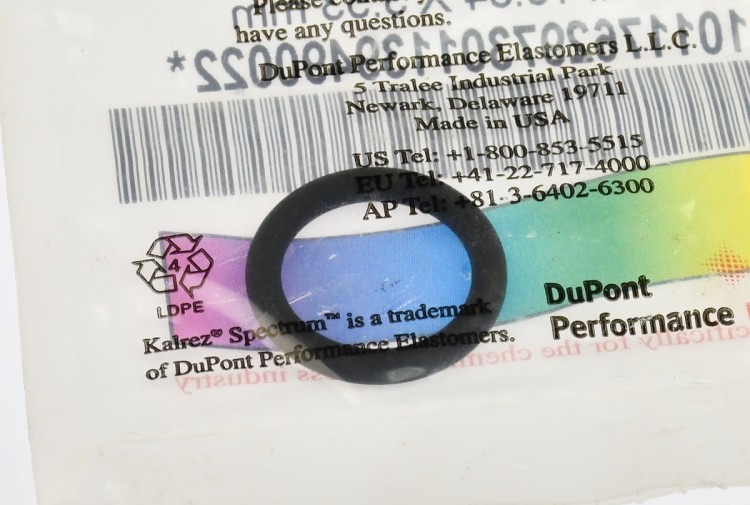 have any questions.
DuPont Performance Elastomers L.L.C.
5 Tralee Industrial Park
Newark, Delaware 19711
Made in USA
US Tel: +1-800-853-5515
EU Tel: +41-22-717-4000
AP Tel: +81-3-6402-6300
4
LDPE
Kalrez® Spectrum™ is a trademark
of DuPont Performance Elastomers.
DuPont
Performance